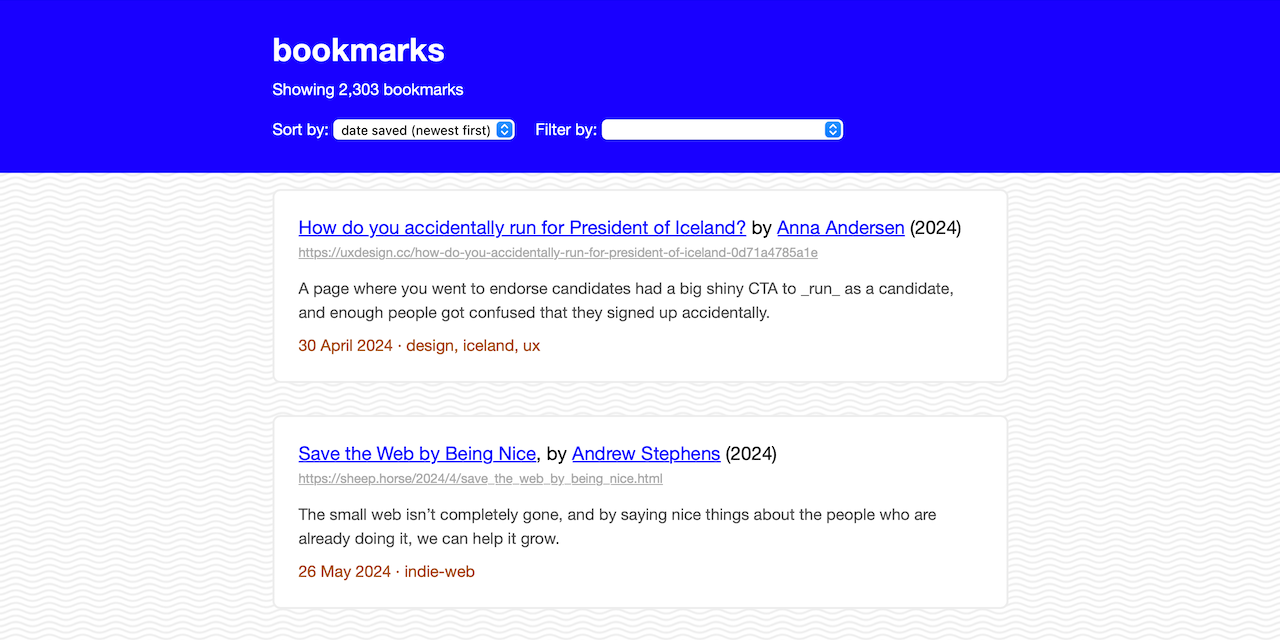 bookmarks
Showing 2,303 bookmarks
Sort by: date saved (newest first) Filter by:
How do you accidentally run for President of Iceland? by Anna Andersen (2024)
https://uxdesign.cc/how-do-you-accidentally-run-for-president-of-iceland-0d71a4785a1e
A page where you went to endorse candidates had a big shiny CTA to _run_ as a candidate,
and enough people got confused that they signed up accidentally.
30 April 2024 · design, iceland, ux
Save the Web by Being Nice, by Andrew Stephens (2024)
https://sheep.horse/2024/4/save_the_web_by_being_nice.html
The small web isn’t completely gone, and by saying nice things about the people who are
already doing it, we can help it grow.
26 May 2024 · indie-web